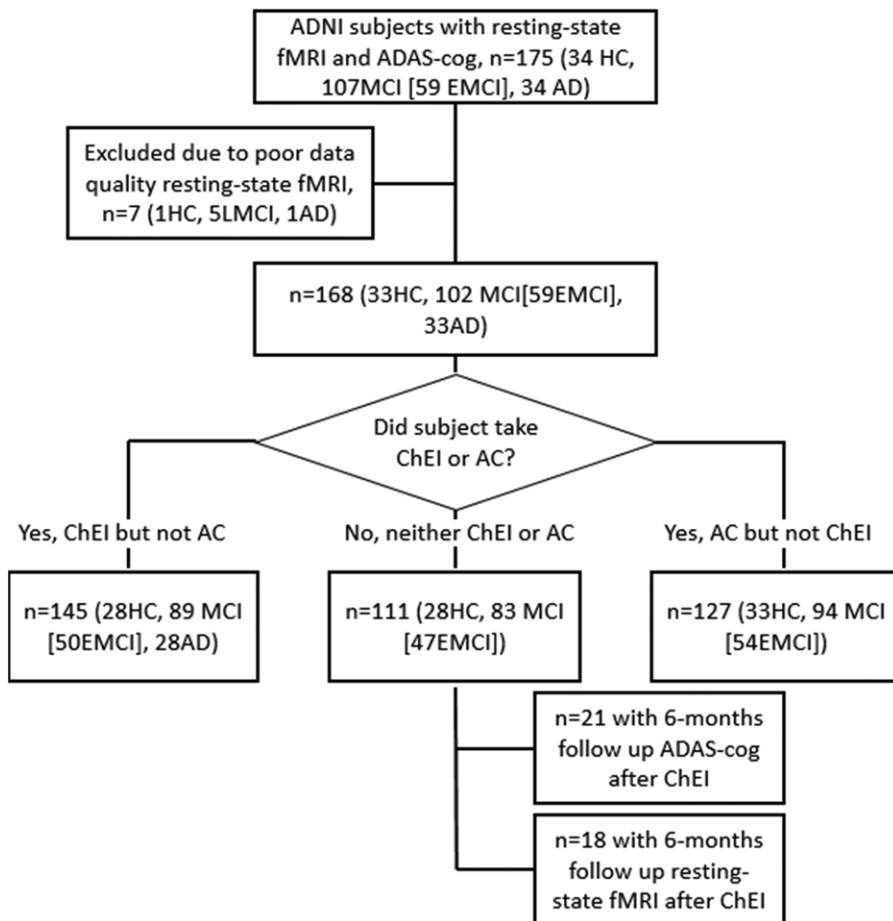 ADNI subjects with resting-state
fMRI and ADAS-cog, n=175 (34 HC,
107MCI [59 EMCI], 34 AD)
Excluded due to poor data
quality resting-state fMRI,
n=7 (1HC, 5LMCI, 1AD)
n=168 (33HC, 102 MCI[59EMCI],
33AD)
Did subject take
ChEI or AC?
Yes, ChEI but not AC
No, neither ChEI or AC
Yes, AC but not ChEI
n=145 (28HC, 89 MCI
[50EMCI], 28AD)
n=111 (28HC, 83 MCI
[47EMCI])
n=127 (33HC, 94 MCI
[54EMCI])
n=21 with 6-months
follow up ADAS-cog
after ChEI
n=18 with 6-months
follow up resting-
state fMRI after ChEI